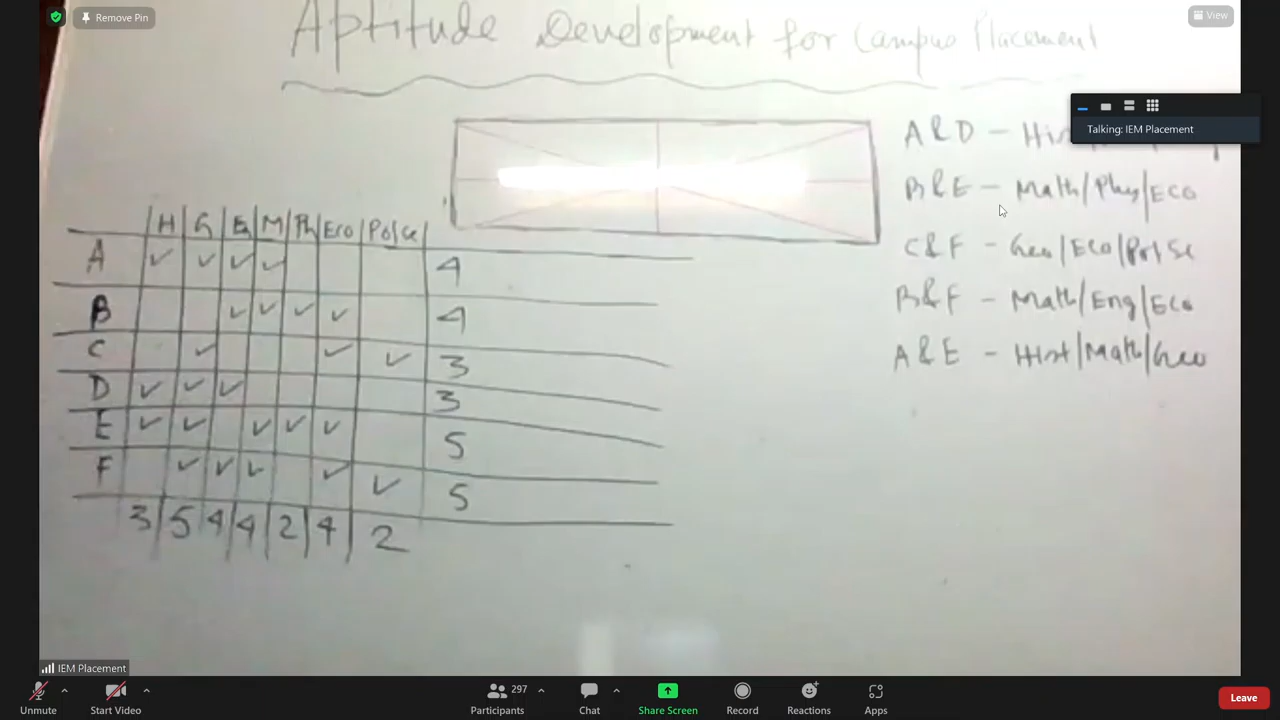 Remove Pin
View
Aptitude Development for Campus Placement
Talking: IEM Placement
A & D – Hist
B & E – Math/Phys/Eco
C & F – Geo/Eco/Pol Sc
B & F – Math/Eng/Eco
A & E – Hist/Math/Geo
H G E M Ph Eco Pol Sc
A ✓ ✓ ✓ ✓ 4
B ✓ ✓ ✓ ✓ 4
C ✓ ✓ ✓ 3
D ✓ ✓ ✓ 3
E ✓ ✓ ✓ ✓ ✓ 5
F ✓ ✓ ✓ ✓ ✓ 5
3 5 4 4 2 4 2
IEM Placement
Unmute
Start Video
Participants 297
Chat
Share Screen
Record
Reactions
Apps
Leave